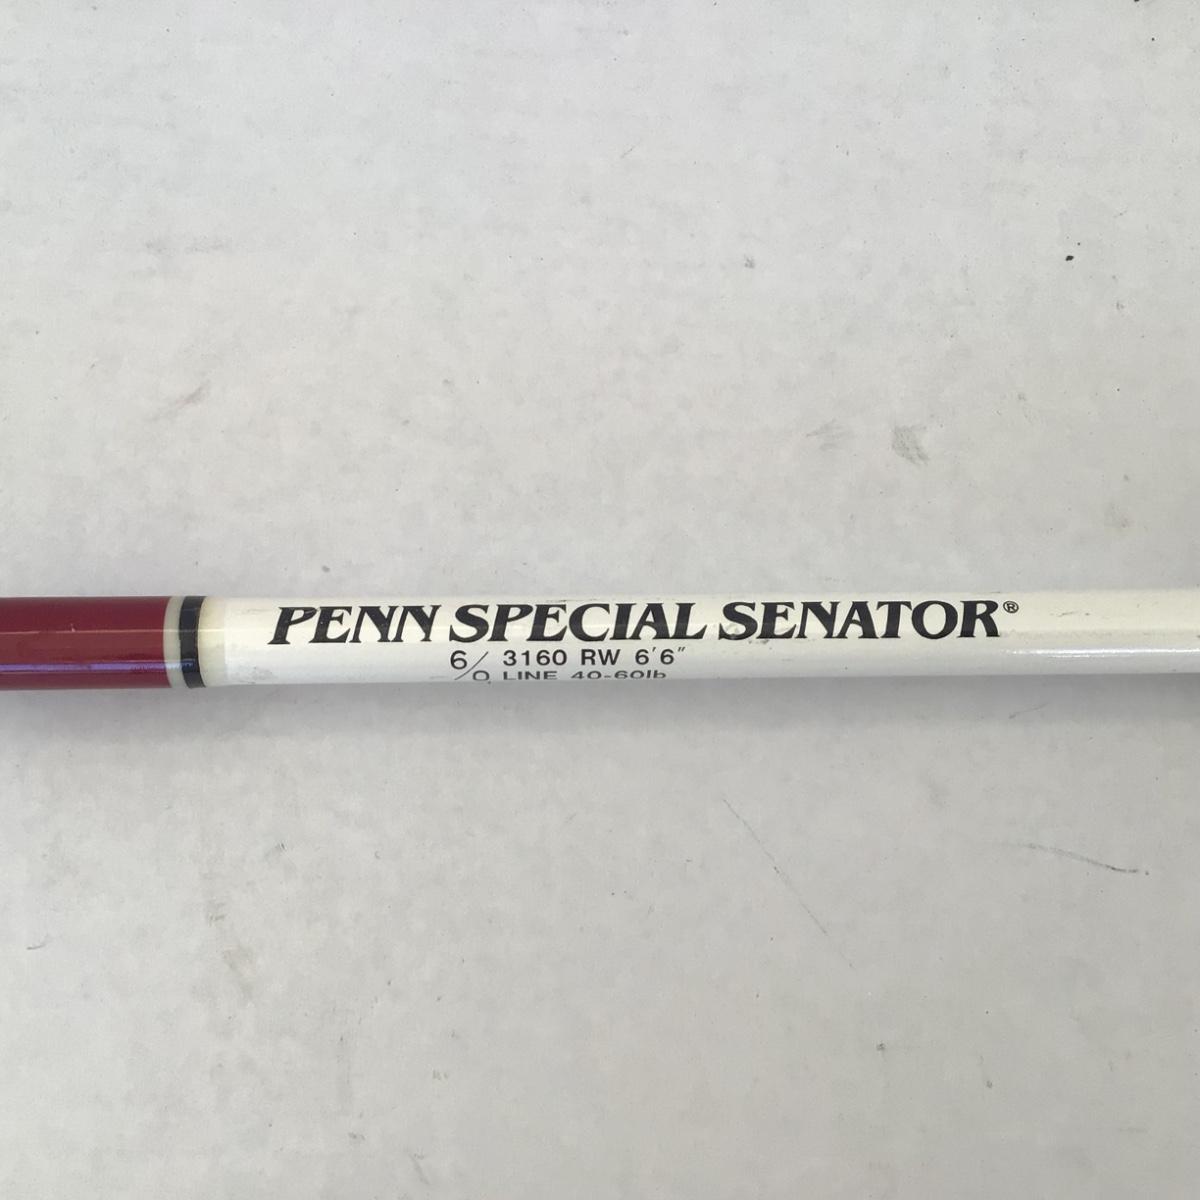 PENN SPECIAL SENATOR®
6/0 3160 RW 6'6"
LINE 40-60lb